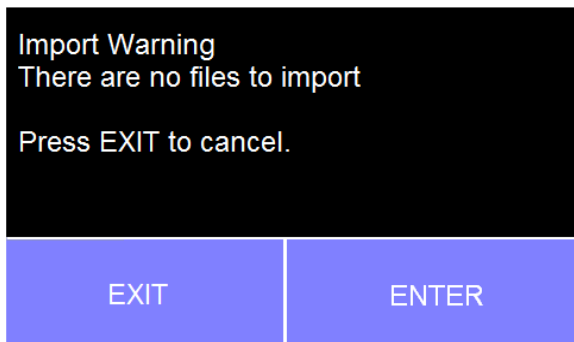 Import Warning
There are no files to import
Press EXIT to cancel.
EXIT
ENTER